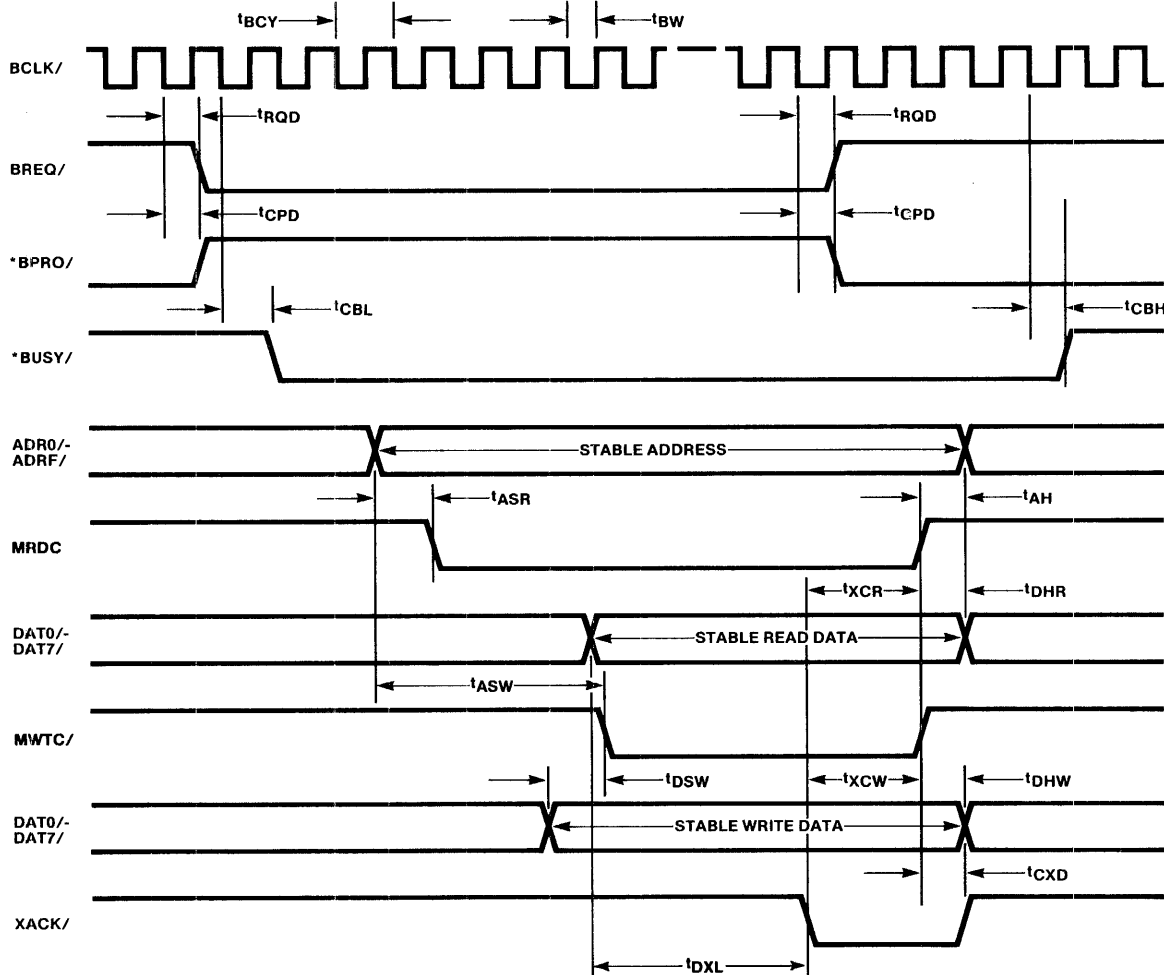 tBCY
tBW
BCLK/
tRQD
tRQD
BREQ/
tCPD
tCPD
*BPRO/
tCBL
tCBH
*BUSY/
ADR0/-
ADRF/
STABLE ADDRESS
tASR
tAH
MRDC
tXCR
tDHR
DAT0/-
DAT7/
STABLE READ DATA
tASW
MWTC/
tDSW
tXCW
tDHW
DAT0/-
DAT7/
STABLE WRITE DATA
tCXD
XACK/
tDXL